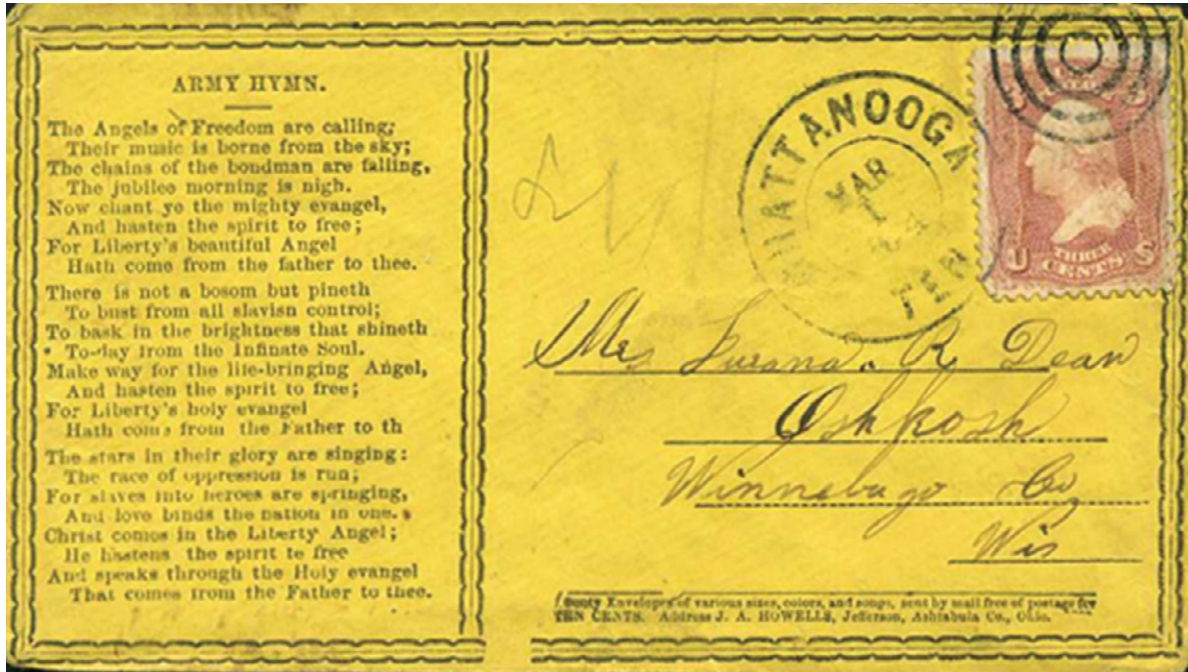 ARMY HYMN.
The Angels of Freedom are calling;
Their music is borne from the sky;
The chains of the bondman are falling,
The jubilee morning is nigh.
Now chant ye the mighty evangel,
And hasten the spirit to free;
For Liberty's beautiful Angel
Hath come from the father to thee.
There is not a bosom but pineth
To bust from all slavisn control;
To bask in the brightness that shineth
To-day from the Infinate Soul.
Make way for the life-bringing Angel,
And hasten the spirit to free;
For Liberty's holy evangel
Hath come from the Father to th
The stars in their glory are singing:
The race of oppression is run;
For slaves into heroes are springing,
And love binds the nation in one.
Christ comes in the Liberty Angel;
He hastens the spirit te free
And speaks through the Holy evangel
That comes from the Father to thee.
CHATTANOOGA
MAR
TEN
U THREE CENTS S
Mrs R. Dean
Oshkosh
Winnebago Co
Wis
Envelopes of various sizes, colors, and songs, sent by mail free of postage for
TEN CENTS. Address J. A. HOWELLS, Jefferson, Ashtabula Co., Ohio.